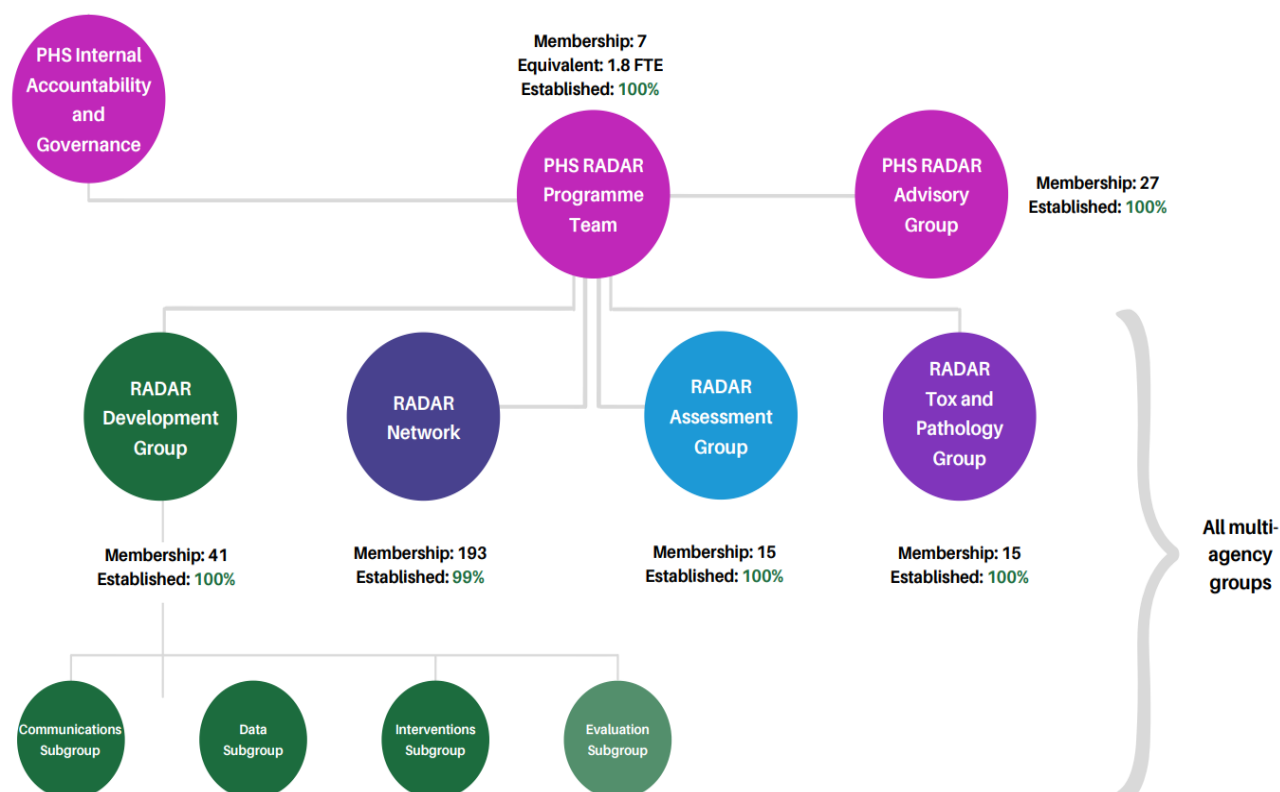 PHS Internal
Accountability
and
Governance
Membership: 7
Equivalent: 1.8 FTE
Established: 100%
PHS RADAR
Programme
Team
PHS RADAR
Advisory
Group
Membership: 27
Established: 100%
RADAR
Development
Group
RADAR
Network
RADAR
Assessment
Group
RADAR
Tox and
Pathology
Group
Membership: 41
Established: 100%
Membership: 193
Established: 99%
Membership: 15
Established: 100%
Membership: 15
Established: 100%
All multi-
agency
groups
Communications
Subgroup
Data
Subgroup
Interventions
Subgroup
Evaluation
Subgroup